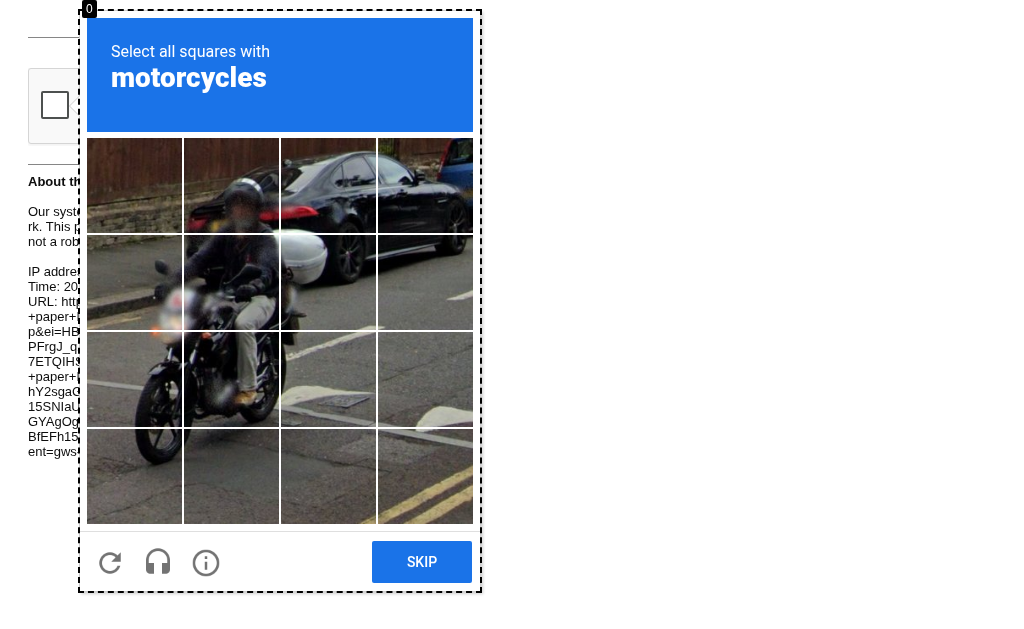 0
Select all squares with
motorcycles
About th
Our syst
rk. This p
not a rob
IP addre
Time: 20
URL: http
+paper+
p&ei=HB
PFrgJ_q
7ETQIHS
+paper+
hY2sgaC
15SNIaU
GYAgOg
BfEFh15
ent=gws-
SKIP